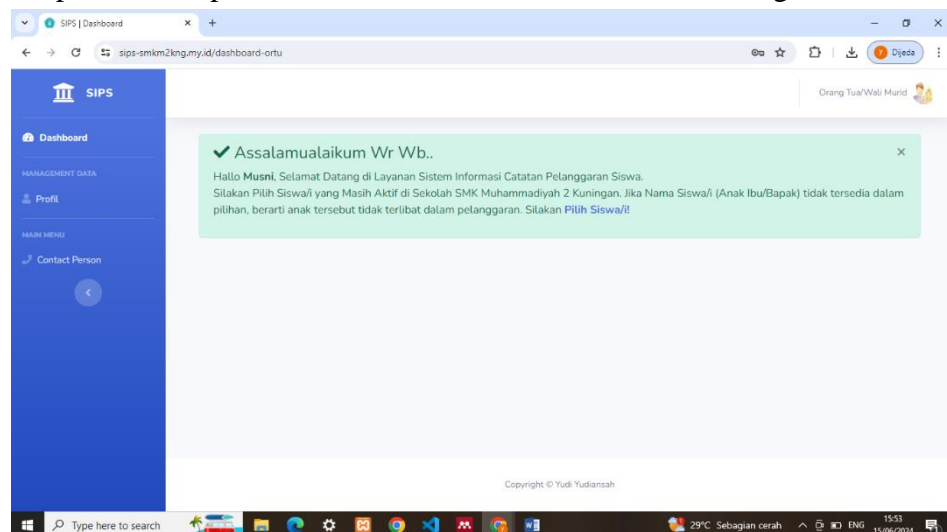 SIPS | Dashboard
sips-smkm2kng.my.id/dashboard-ortu
Dijeda
SIPS
Orang Tua/Wali Murid
Dashboard
MANAGEMENT DATA
Profil
MAIN MENU
Contact Person
Assalamualaikum Wr Wb..
Hallo Musni, Selamat Datang di Layanan Sistem Informasi Catatan Pelanggaran Siswa.
Silakan Pilih Siswa/i yang Masih Aktif di Sekolah SMK Muhammadiyah 2 Kuningan. Jika Nama Siswa/i (Anak Ibu/Bapak) tidak tersedia dalam
pilihan, berarti anak tersebut tidak terlibat dalam pelanggaran. Silakan Pilih Siswa/i!
Copyright © Yudi Yudiansah
Type here to search
29°C Sebagian cerah
ENG
15:53
15/06/2024